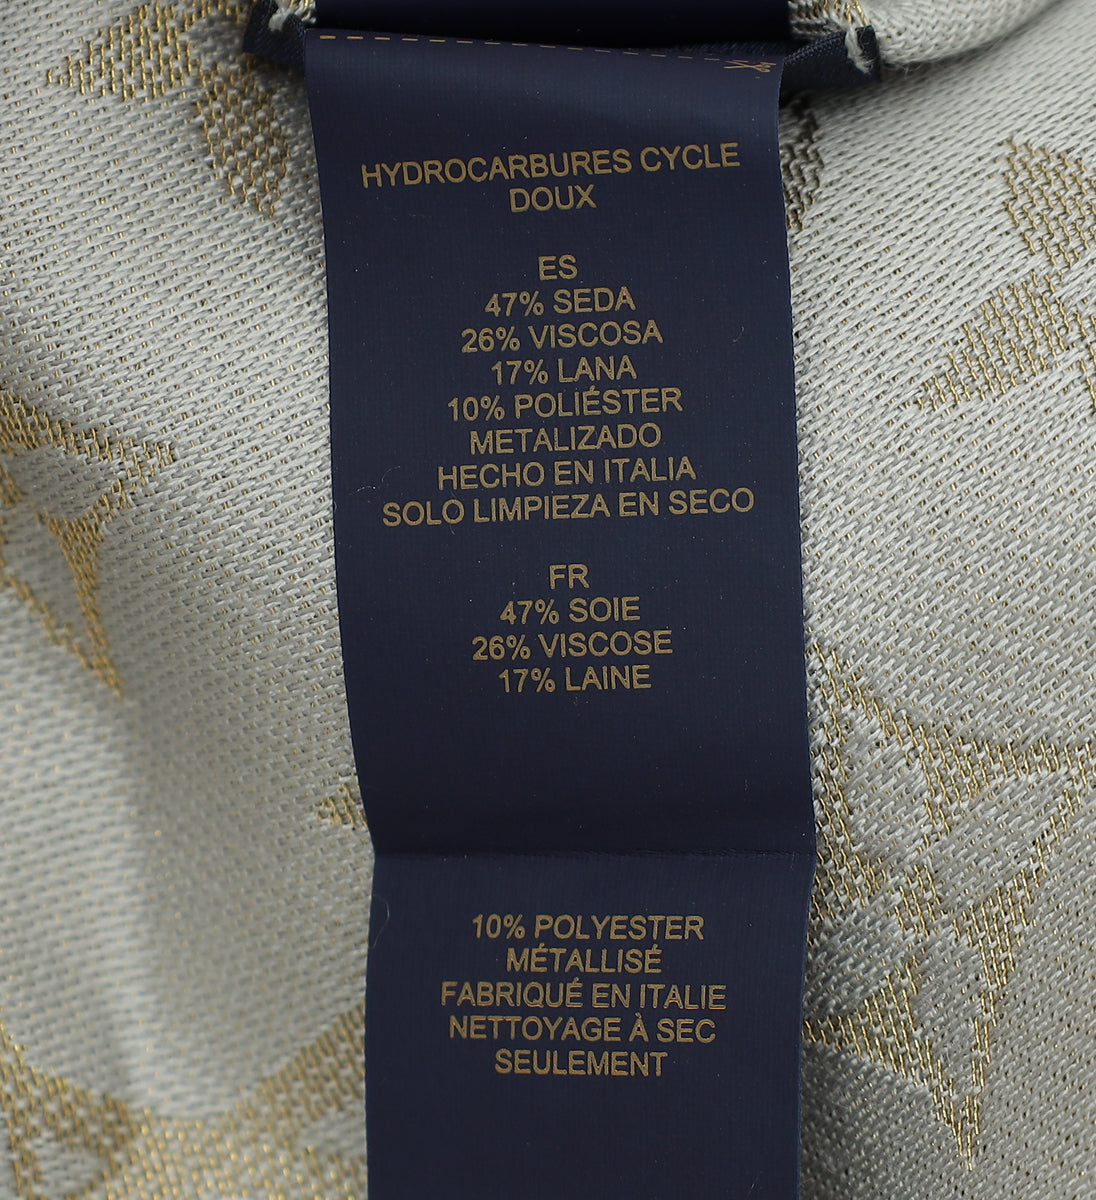 HYDROCARBURES CYCLE
DOUX
ES
47% SEDA
26% VISCOSA
17% LANA
10% POLIÉSTER
METALIZADO
HECHO EN ITALIA
SOLO LIMPIEZA EN SECO
FR
47% SOIE
26% VISCOSE
17% LAINE
10% POLYESTER
MÉTALLISÉ
FABRIQUÉ EN ITALIE
NETTOYAGE À SEC
SEULEMENT